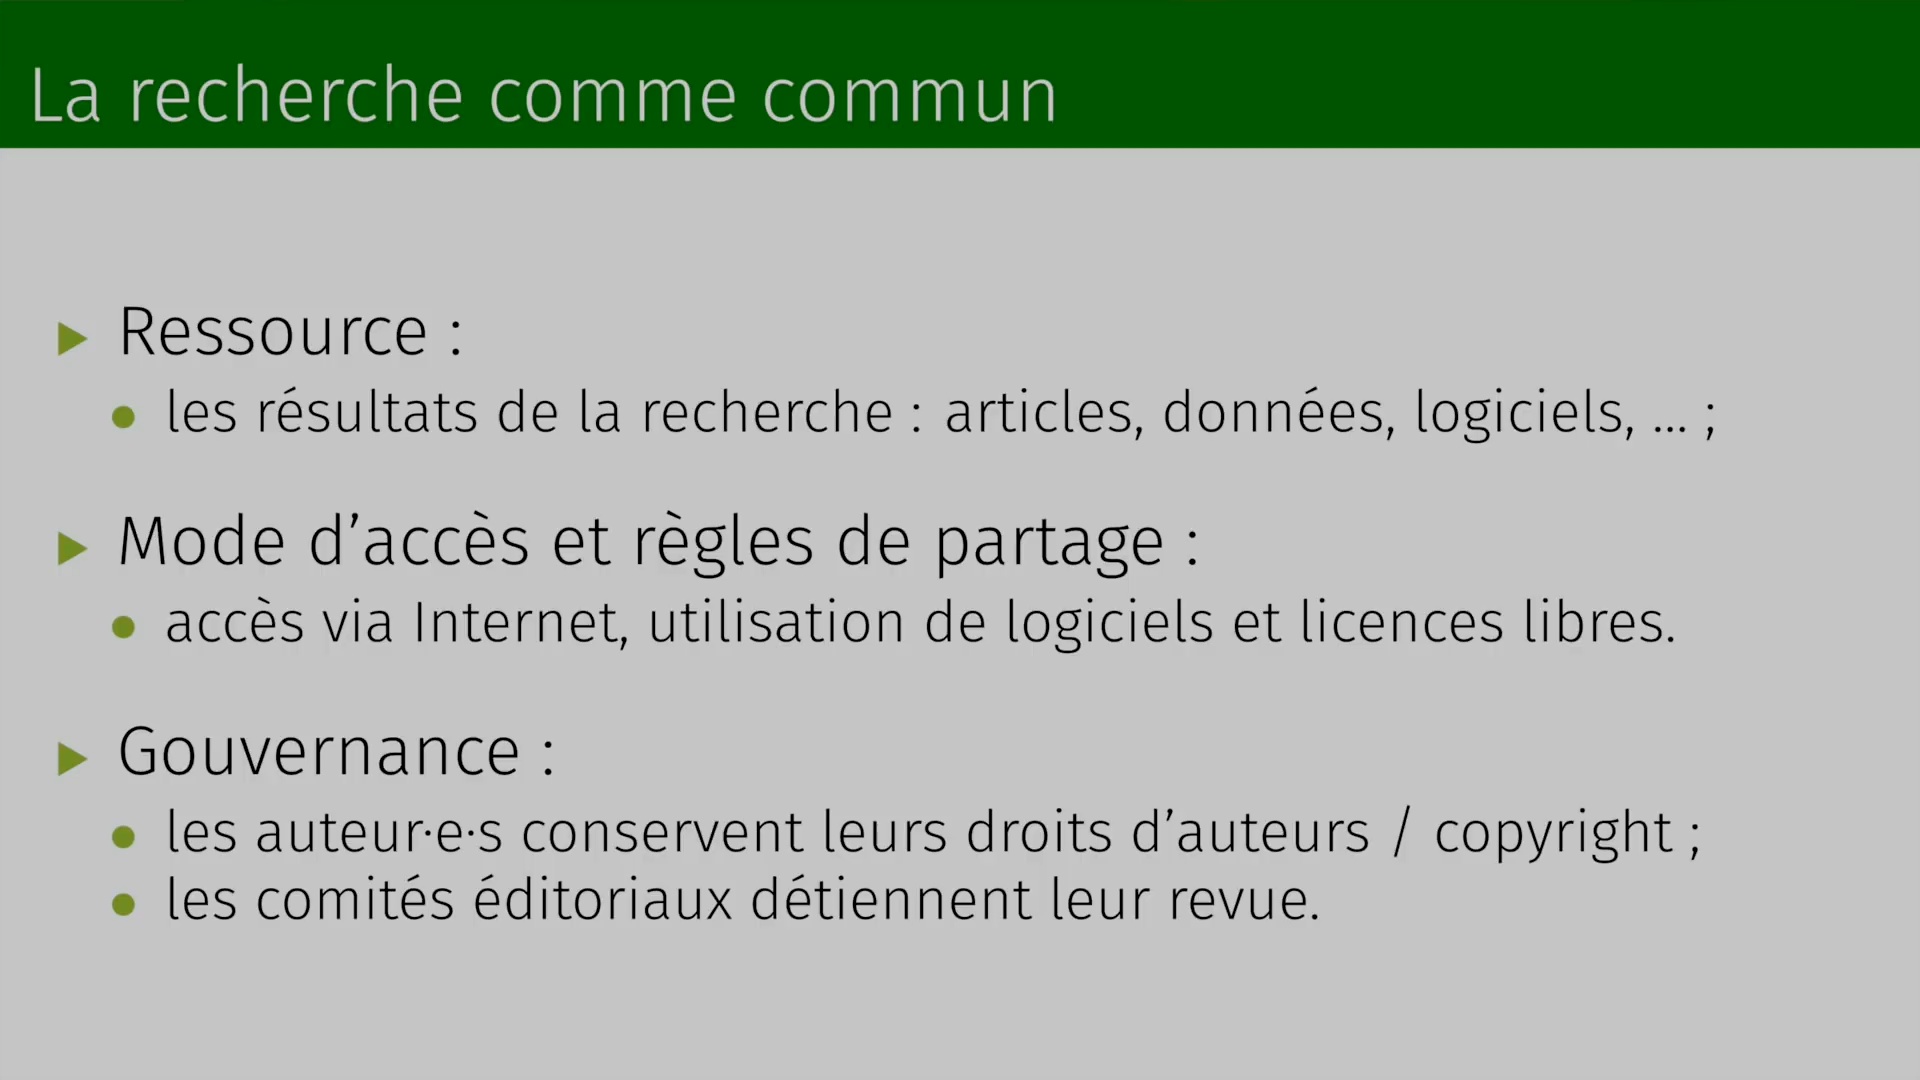 La recherche comme commun
Ressource :
les résultats de la recherche : articles, données, logiciels, ... ;
Mode d’accès et règles de partage :
accès via Internet, utilisation de logiciels et licences libres.
Gouvernance :
les auteur·e·s conservent leurs droits d’auteurs / copyright ;
les comités éditoriaux détiennent leur revue.